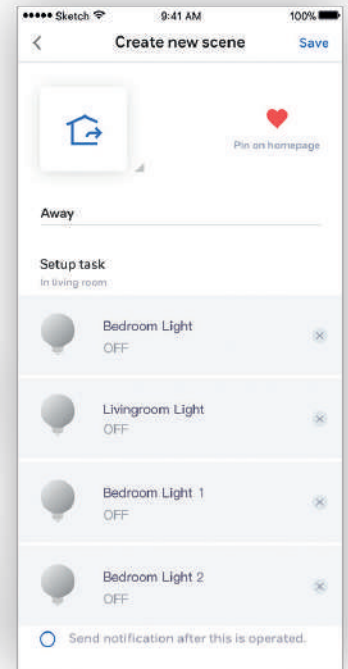 Sketch 9:41 AM 100%
Create new scene Save
Pin on homepage
Away
Setup task
In living room
Bedroom Light
OFF
Livingroom Light
OFF
Bedroom Light 1
OFF
Bedroom Light 2
OFF
Send notification after this is operated.